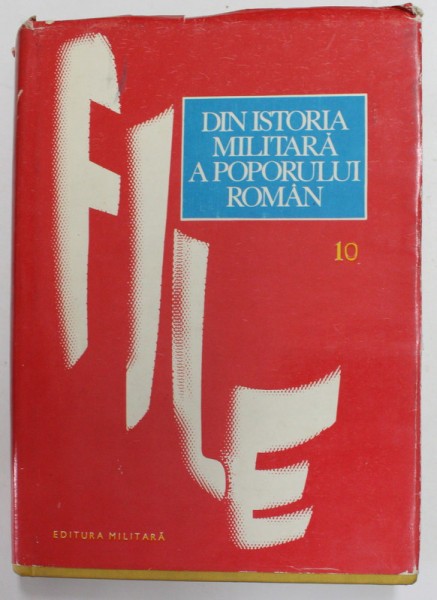 FILE
DIN ISTORIA
MILITARĂ
A POPORULUI
ROMÂN
10
EDITURA MILITARĂ